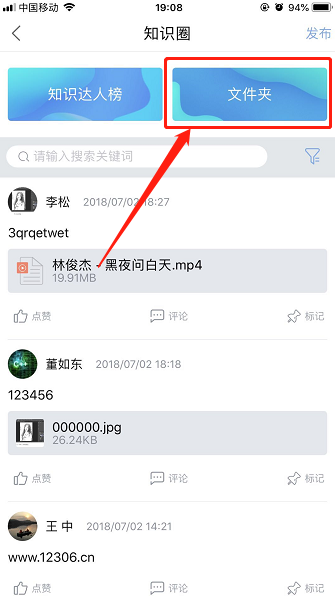 中国移动 19:08 94%
知识圈 发布
知识达人榜 文件夹
请输入搜索关键词
李松 2018/07/02 18:27
3qrqetwet
林俊杰 - 黑夜问白天.mp4
19.91MB
点赞 评论 标记
董如东 2018/07/02 18:18
123456
000000.jpg
26.24KB
点赞 评论 标记
王 中 2018/07/02 14:21
www.12306.cn
点赞 评论 标记